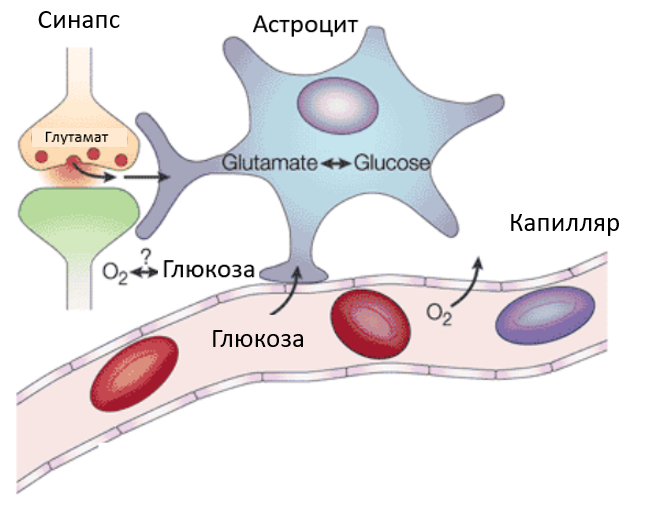 Синапс
Астроцит
Глутамат
Glutamate ↔ Glucose
Капилляр
?
O₂ ↔ Глюкоза
Глюкоза
O₂